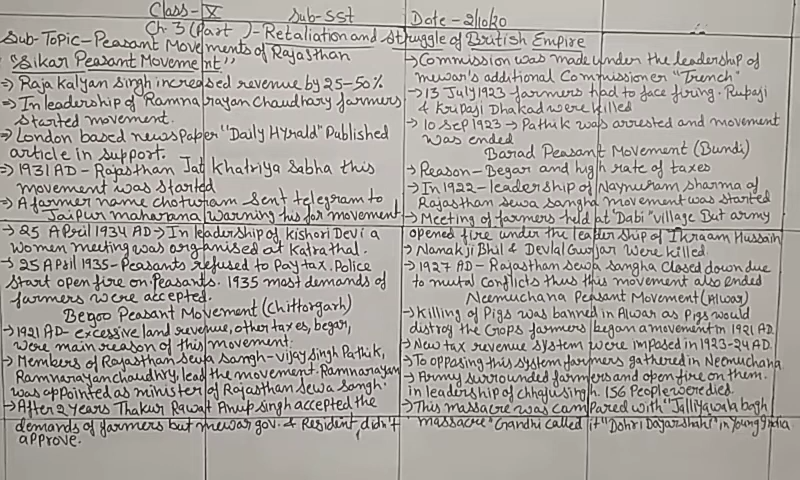 Class-X Sub-SSt Date-2/10/20
Ch.3 (Part )-Retaliation and struggle of British Empire
Sub-Topic-Peasant Movements of Rajasthan
"Sikar Peasant Movement"
→ Raja Kalyan singh increased revenue by 25-50%
→ In leadership of Ramnarayan Chaudhary farmers
started movement.
→ London based newspaper "Daily Hyrald" Published
article in support.
→ 1931 AD - Rajasthan Jat Khatriya Sabha this
movement was started
→ A farmer name choturam sent telegram to
Jaipur maharana warning his for movement
→ 25 April 1934 AD → In leadership of Kishori Devi a
women meeting was organised at Katrathal.
→ 25 April 1935 - Peasants refused to Pay tax. Police
start open fire on Peasants. 1935 most demands of
farmers were accepted.
Begoo Peasant Movement (Chittorgarh)
→ 1921 AD- excessive land revenue, other taxes, begar,
were main reason of this movement.
→ Members of Rajasthan Sewa sangh-vijay singh Pathik,
Ramnarayan chaudhry, lead the movement. Ramnarayan
was appointed as minister of Rajasthan Sewa Sangh.
→ After 2 years Thakur Rawat Anup singh accepted the
demands of farmers but mewar gov. & Resident didn't
approve.
→ Commission was made under the leadership of
mewar's additional Commissioner "Trench"
→ 13 July 1923 farmers had to face firing. Rupaji
& Kripaji Dhakad were killed
→ 10 Sep 1923 → Pathik was arrested and movement
was ended
Barad Peasant Movement (Bundi)
→ Reason - Begar and high rate of taxes
→ In 1922 - leadership of Naynuram sharma of
Rajasthan sewa sangha movement was started
→ Meeting of farmers held at "Dabi" village But army
opened fire under the leadership of Ikraam Hussain
→ Nanakji Bhil & Devlal Gurjar were killed.
→ 1927 AD - Rajasthan Sewa Sangha closed down due
to mutal conflicts thus this movement also ended
Neemuchana Peasant Movement (Alwar)
→ Killing of Pigs was banned in Alwar as Pigs would
distroy the Crops farmers began a movement in 1921 AD.
→ New tax revenue system were imposed in 1923-24 AD.
→ To opposing this system farmers gathered in Neemuchana
→ Army surrounded farmers and open fire on them.
in leadership of chhajusingh. 156 People were died.
→ This massacre was compared with "Jalliyawala bagh
massacre" Gandhi called it "Dohri Dayarshahi" in Young India